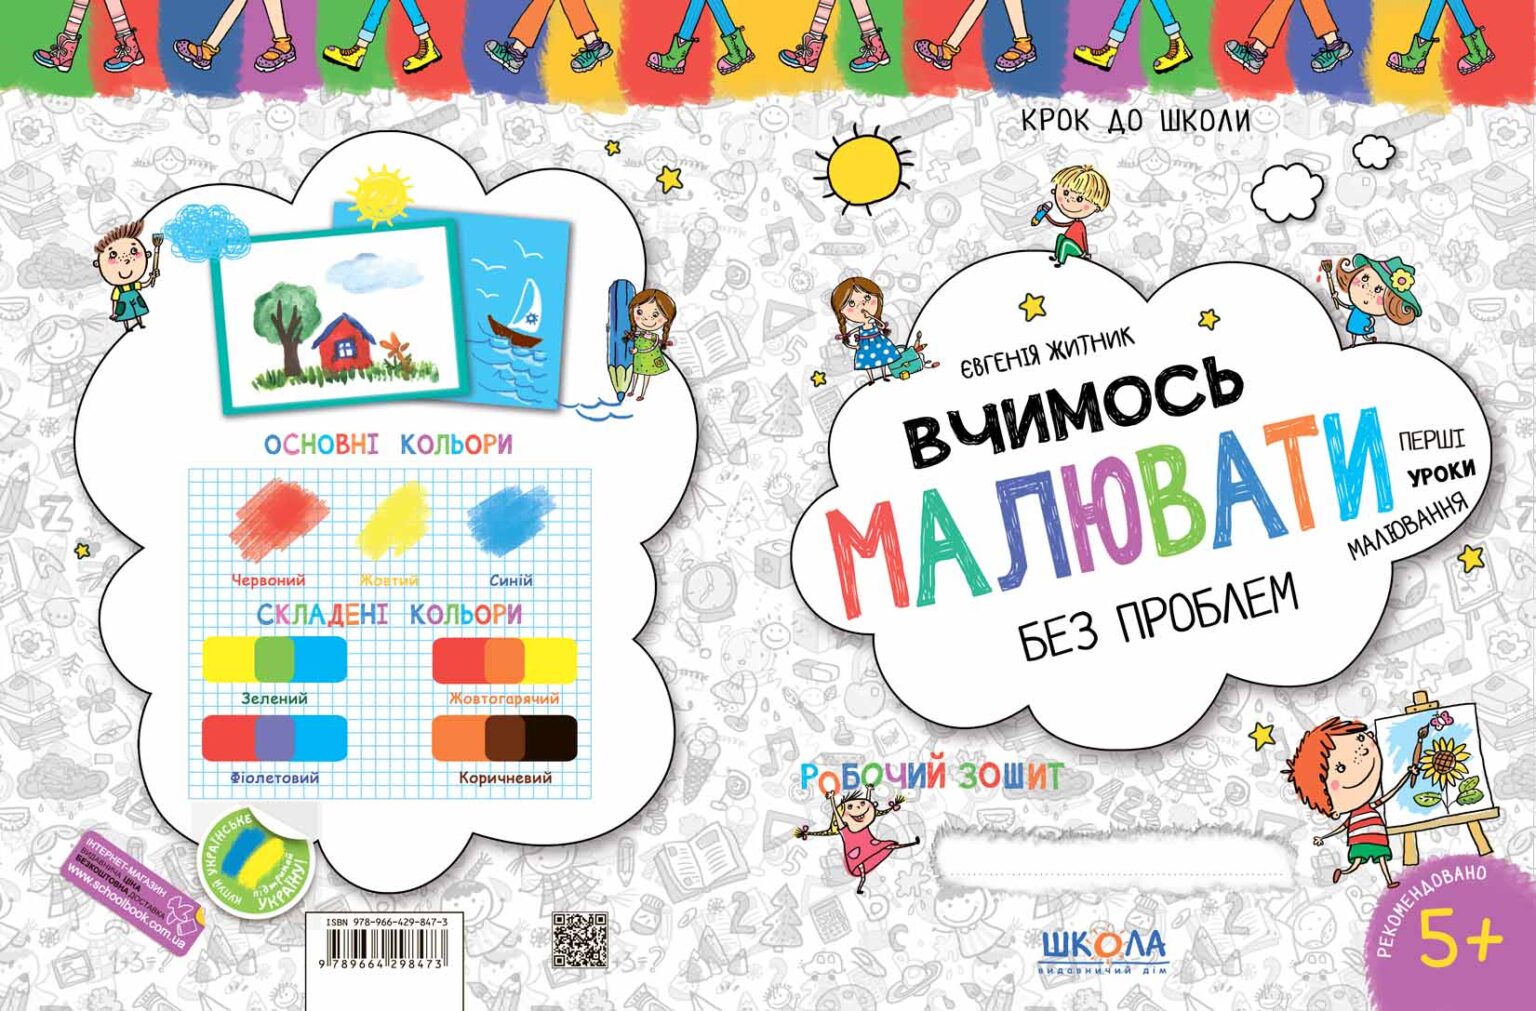 ОСНОВНІ КОЛЬОРИ
Червоний
Жовтий
Синій
СКЛАДЕНІ КОЛЬОРИ
Зелений
Жовтогарячий
Фіолетовий
Коричневий
КУПУЙ УКРАЇНСЬКЕ
підтримай
УКРАЇНУ!
ІНТЕРНЕТ-МАГАЗИН
ВИДАВНИЧА ЦІНА
БЕЗКОШТОВНА ДОСТАВКА
www.schoolbook.com.ua
ISBN 978-966-429-847-3
9 789664 298473
КРОК ДО ШКОЛИ
ЄВГЕНІЯ ЖИТНИК
ВЧИМОСЬ
МАЛЮВАТИ
БЕЗ ПРОБЛЕМ
ПЕРШІ
УРОКИ
МАЛЮВАННЯ
РОБОЧИЙ ЗОШИТ
ШКОЛА
видавничий дім
РЕКОМЕНДОВАНО
5+